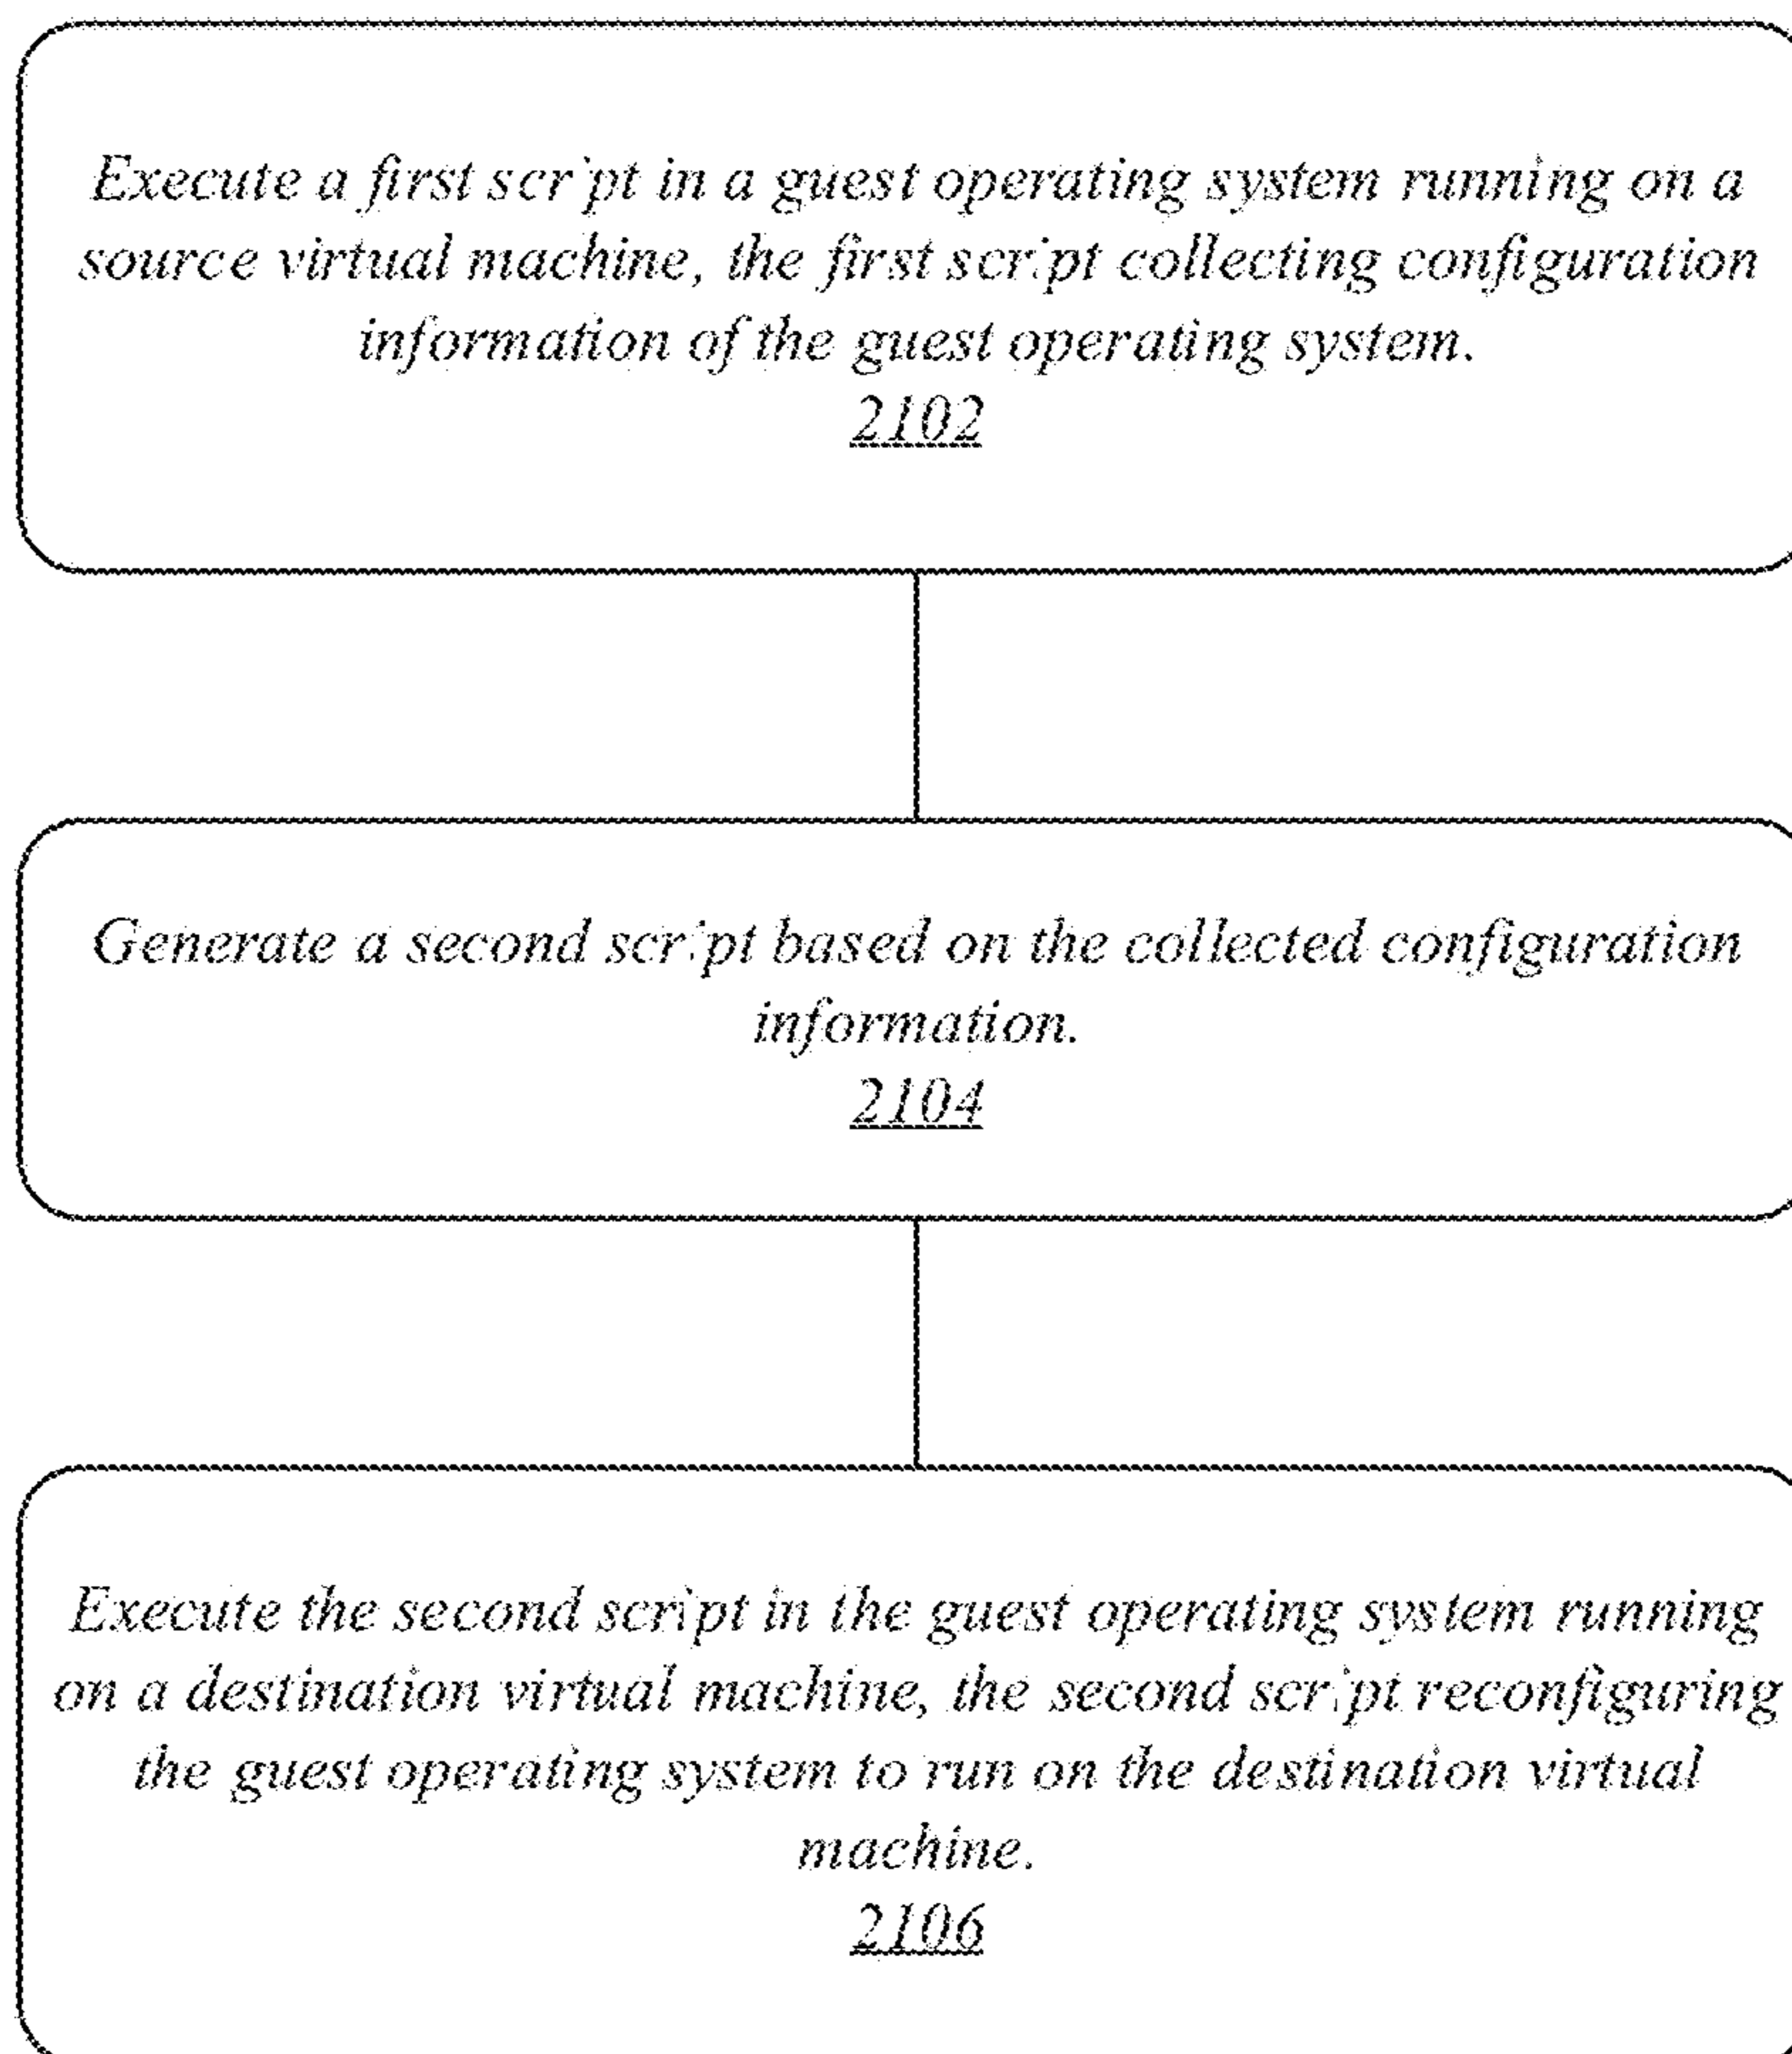 Execute a first script in a guest operating system running on a
source virtual machine, the first script collecting configuration
information of the guest operating system.
2102
Generate a second script based on the collected configuration
information.
2104
Execute the second script in the guest operating system running
on a destination virtual machine, the second script reconfiguring
the guest operating system to run on the destination virtual
machine.
2106